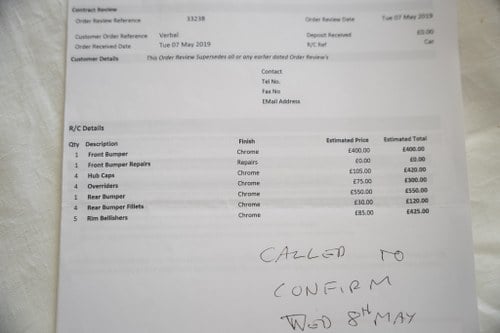 Contract Review
Order Review Reference 33238 Order Review Date Tue 07 May 2019
Customer Order Reference Verbal Deposit Received £0.00
Order Received Date Tue 07 May 2019 R/C Ref Car
Customer Details This Order Review Supersedes all or any earlier dated Order Review's
Contact
Tel No.
Fax No
EMail Address
R/C Details
Qty Description Finish Estimated Price Estimated Total
1 Front Bumper Chrome £400.00 £400.00
1 Front Bumper Repairs Repairs £0.00 £0.00
4 Hub Caps Chrome £105.00 £420.00
4 Overriders Chrome £75.00 £300.00
1 Rear Bumper Chrome £550.00 £550.00
4 Rear Bumper Fillets Chrome £30.00 £120.00
5 Rim Bellishers Chrome £85.00 £425.00
CALLED TO
CONFIRM
WED 8TH MAY